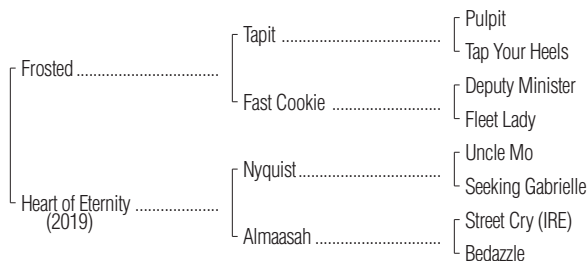 Pulpit
Tapit ..............................
Tap Your Heels
Frosted ...........................
Deputy Minister
Fast Cookie ....................
Fleet Lady
Uncle Mo
Nyquist...........................
Seeking Gabrielle
Heart of Eternity ...............
(2019)
Street Cry (IRE)
Almaasah .......................
Bedazzle